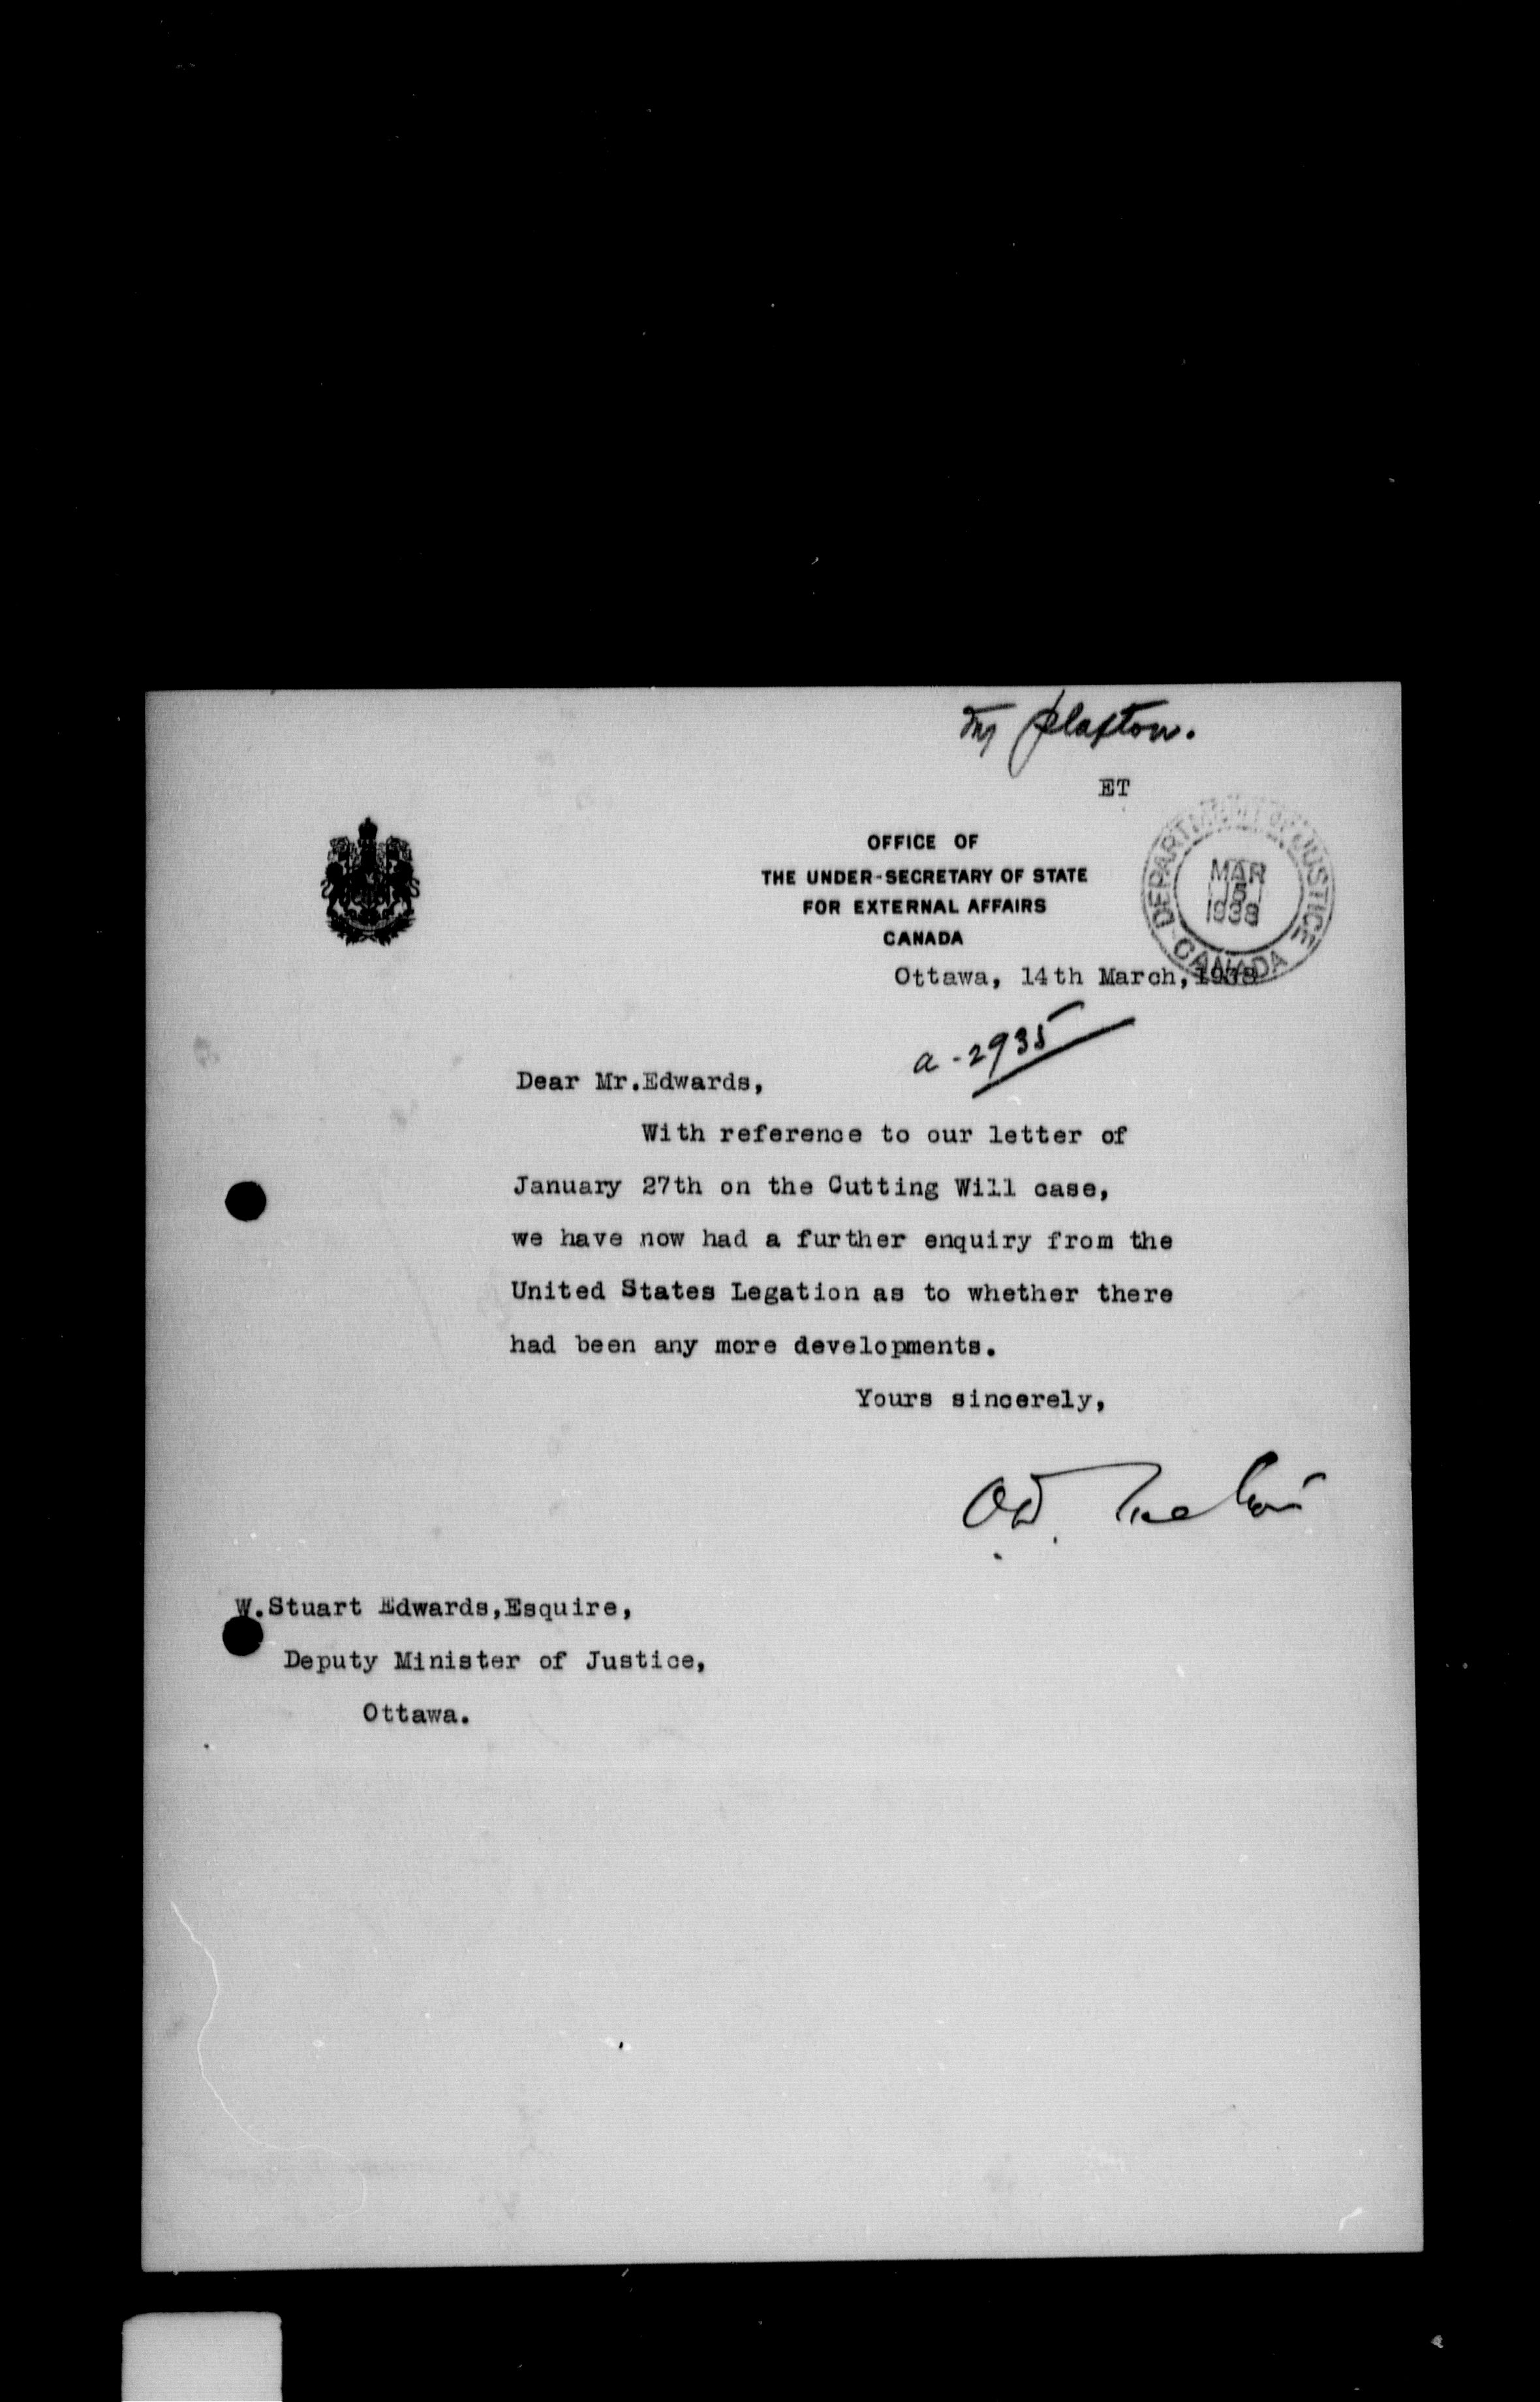 Mr Plaxton.
ET
OFFICE OF
THE UNDER-SECRETARY OF STATE
FOR EXTERNAL AFFAIRS
CANADA
DEPARTMENT OF JUSTICE
MAR
15
1938
CANADA
Ottawa, 14th March, 1938
a-2935
Dear Mr.Edwards,
With reference to our letter of
January 27th on the Cutting Will case,
we have now had a further enquiry from the
United States Legation as to whether there
had been any more developments.
Yours sincerely,
W.Stuart Edwards,Esquire,
Deputy Minister of Justice,
Ottawa.